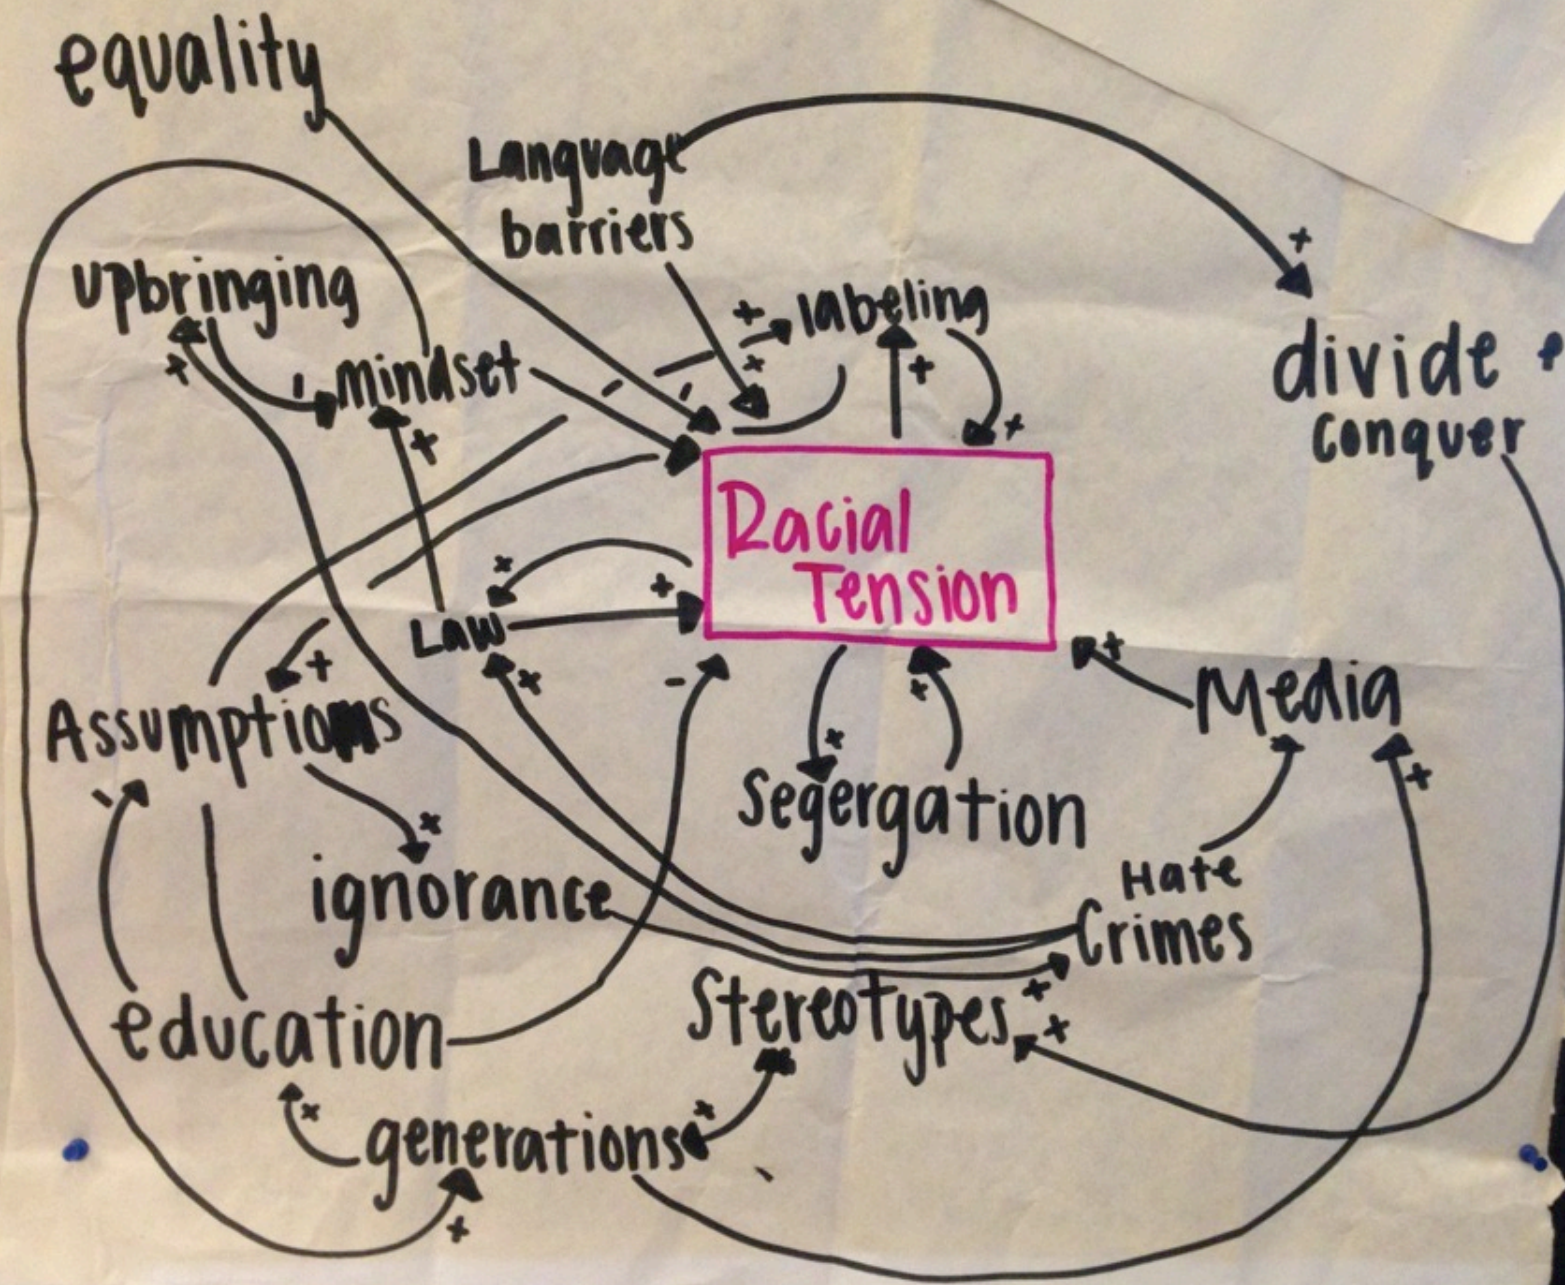 equality
Language
barriers
upbringing
labeling
mindset
divide
conquer
Racial
Tension
Law
Assumptions
Media
Segergation
ignorance
Hate
Crimes
Stereotypes
education
generations